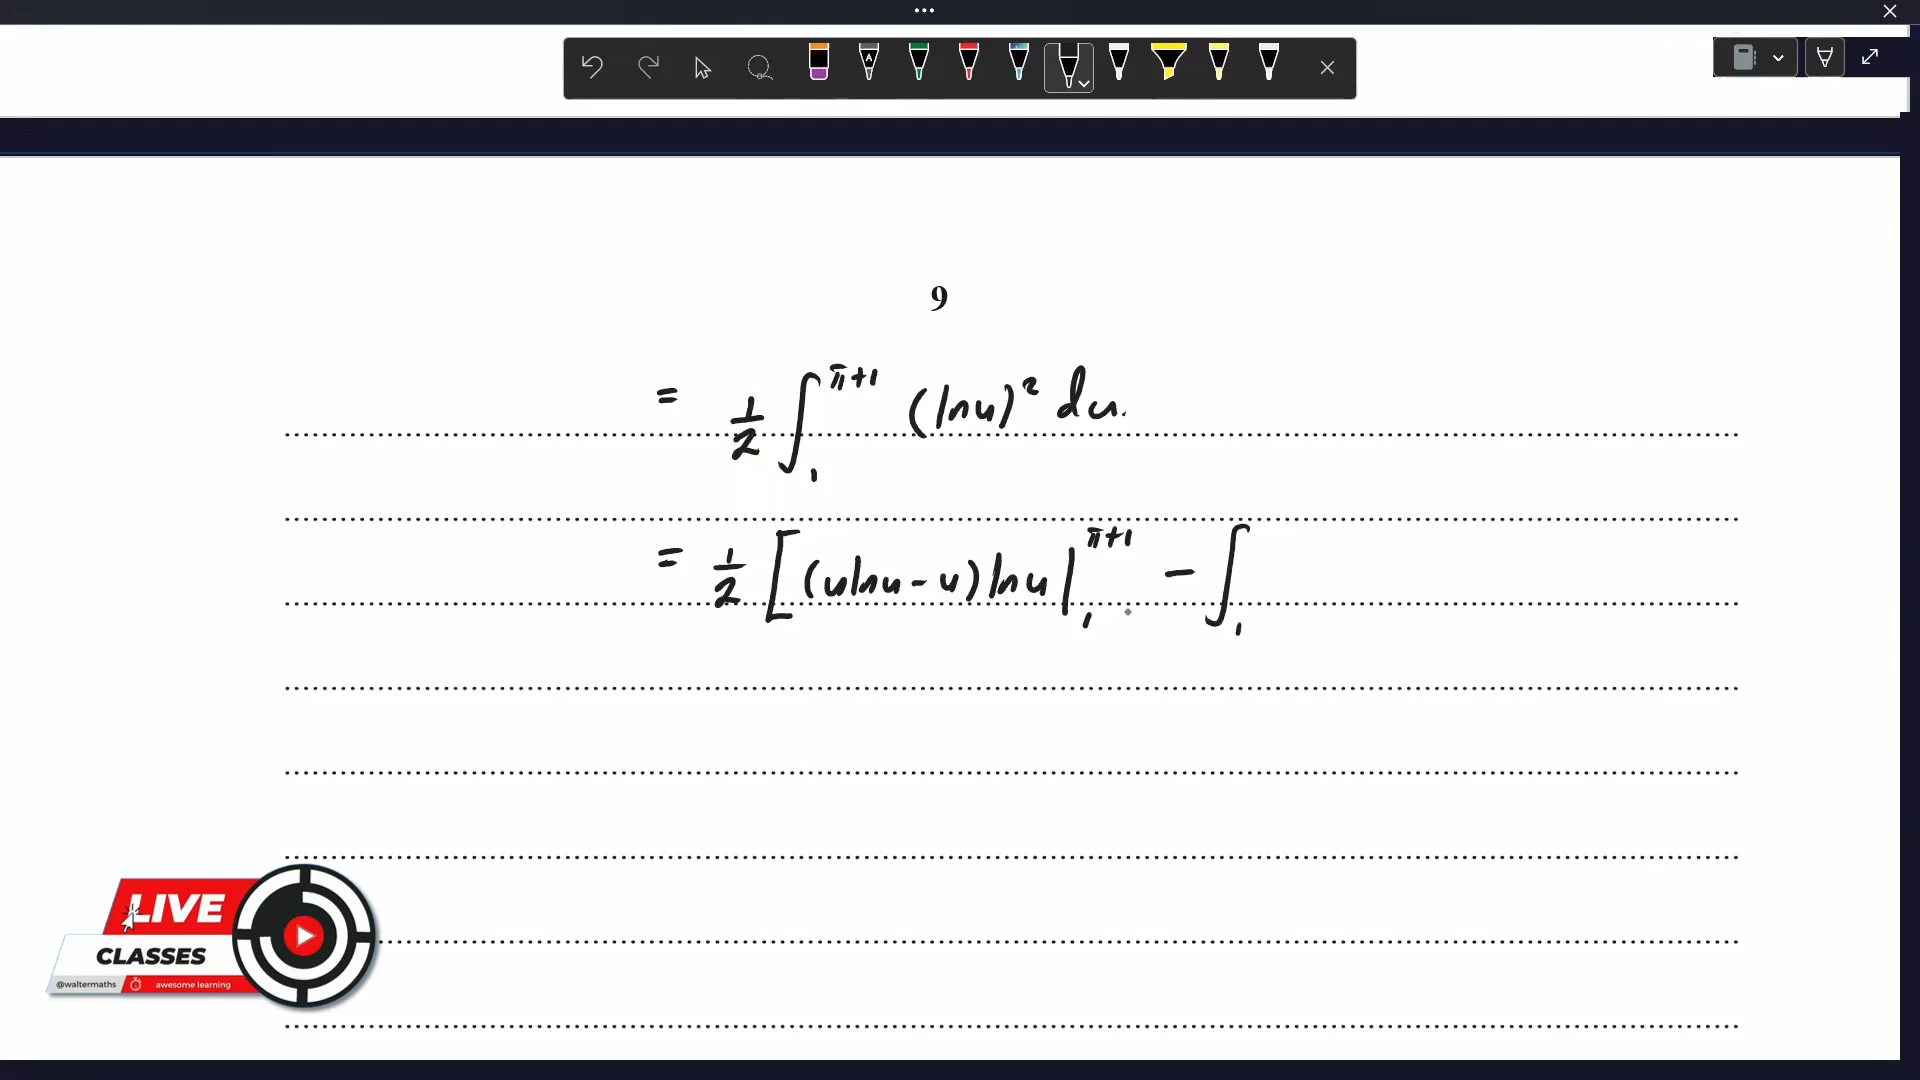 A
9
= 1/2 ∫₁^(π+1) (ln u)² du.
= 1/2 [(u ln u - u) ln u |₁^(π+1) - ∫₁
LIVE
CLASSES
@waltermaths awesome learning